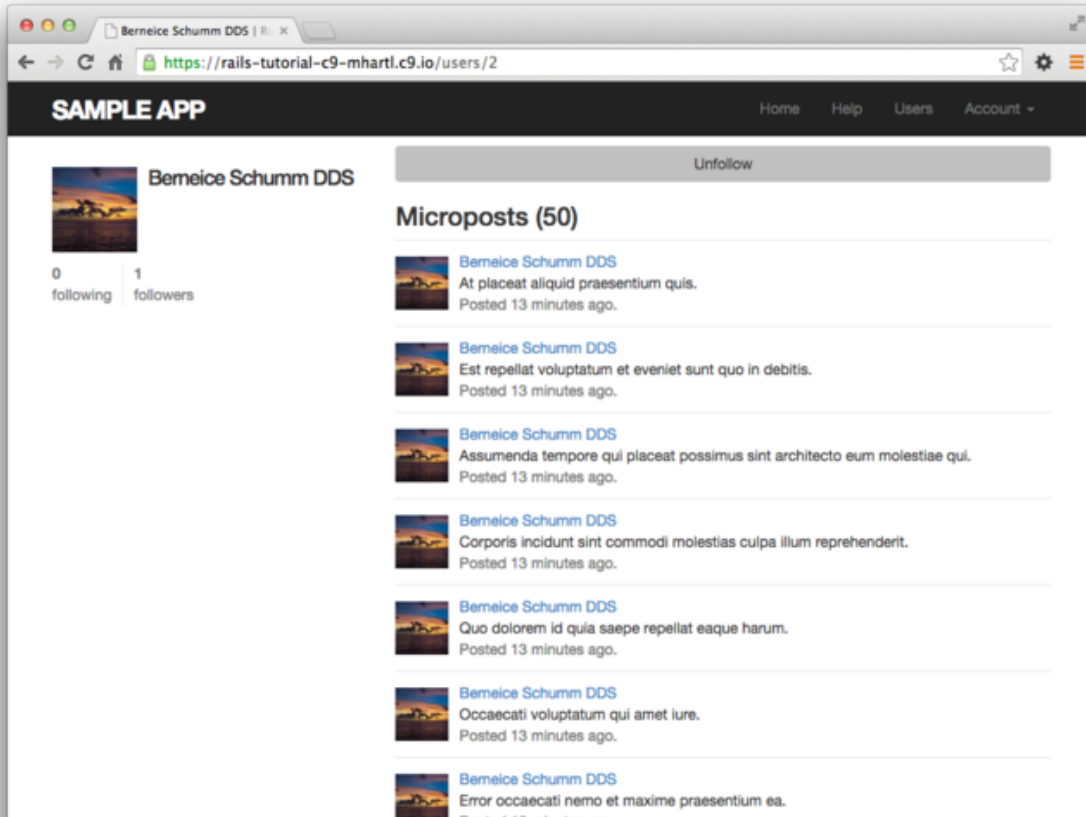 Berneice Schumm DDS | Ru
https://rails-tutorial-c9-mhartl.c9.io/users/2
SAMPLE APP
Home Help Users Account
Berneice Schumm DDS
0 following
1 followers
Unfollow
Microposts (50)
Berneice Schumm DDS
At placeat aliquid praesentium quis.
Posted 13 minutes ago.
Berneice Schumm DDS
Est repellat voluptatum et eveniet sunt quo in debitis.
Posted 13 minutes ago.
Berneice Schumm DDS
Assumenda tempore qui placeat possimus sint architecto eum molestiae qui.
Posted 13 minutes ago.
Berneice Schumm DDS
Corporis incidunt sint commodi molestias culpa illum reprehenderit.
Posted 13 minutes ago.
Berneice Schumm DDS
Quo dolorem id quia saepe repellat eaque harum.
Posted 13 minutes ago.
Berneice Schumm DDS
Occaecati voluptatum qui amet iure.
Posted 13 minutes ago.
Berneice Schumm DDS
Error occaecati nemo et maxime praesentium ea.